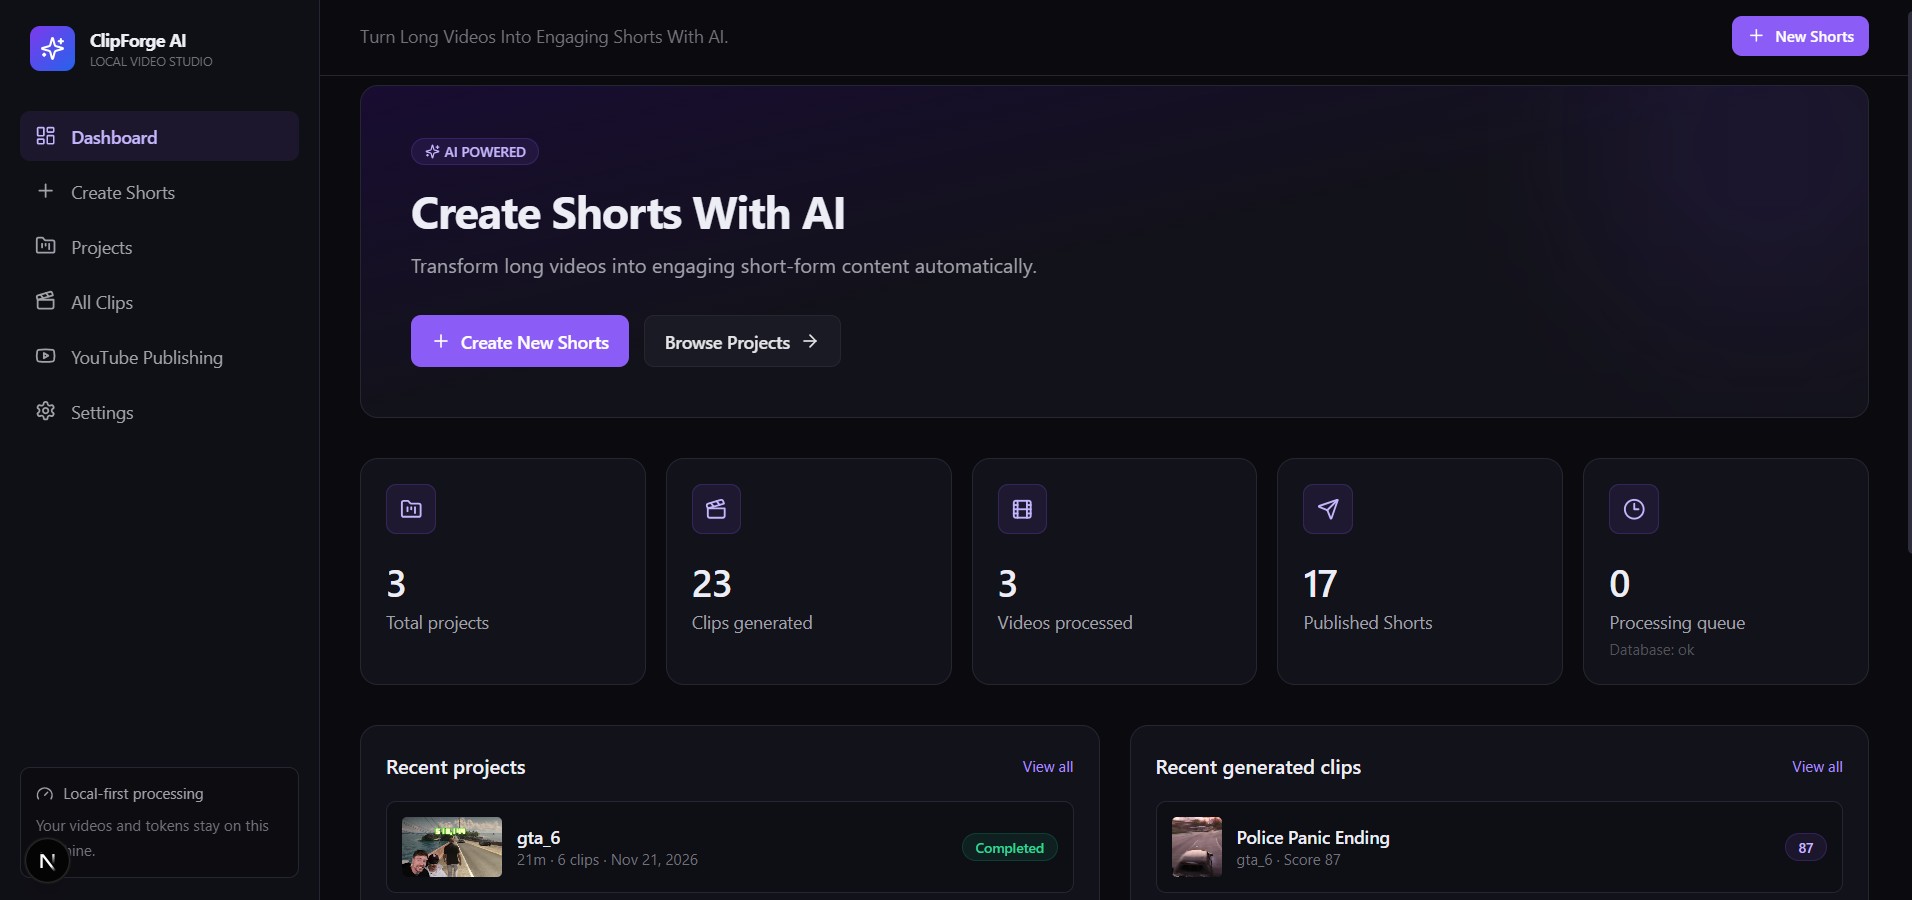 ClipForge AI
LOCAL VIDEO STUDIO
Dashboard
Create Shorts
Projects
All Clips
YouTube Publishing
Settings
Local-first processing
Your videos and tokens stay on this
N
Turn Long Videos Into Engaging Shorts With AI.
New Shorts
AI POWERED
Create Shorts With AI
Transform long videos into engaging short-form content automatically.
Create New Shorts
Browse Projects
3
Total projects
23
Clips generated
3
Videos processed
17
Published Shorts
0
Processing queue
Database: ok
Recent projects
View all
gta_6
21m · 6 clips · Nov 21, 2026
Completed
Recent generated clips
View all
Police Panic Ending
gta_6 · Score 87
87